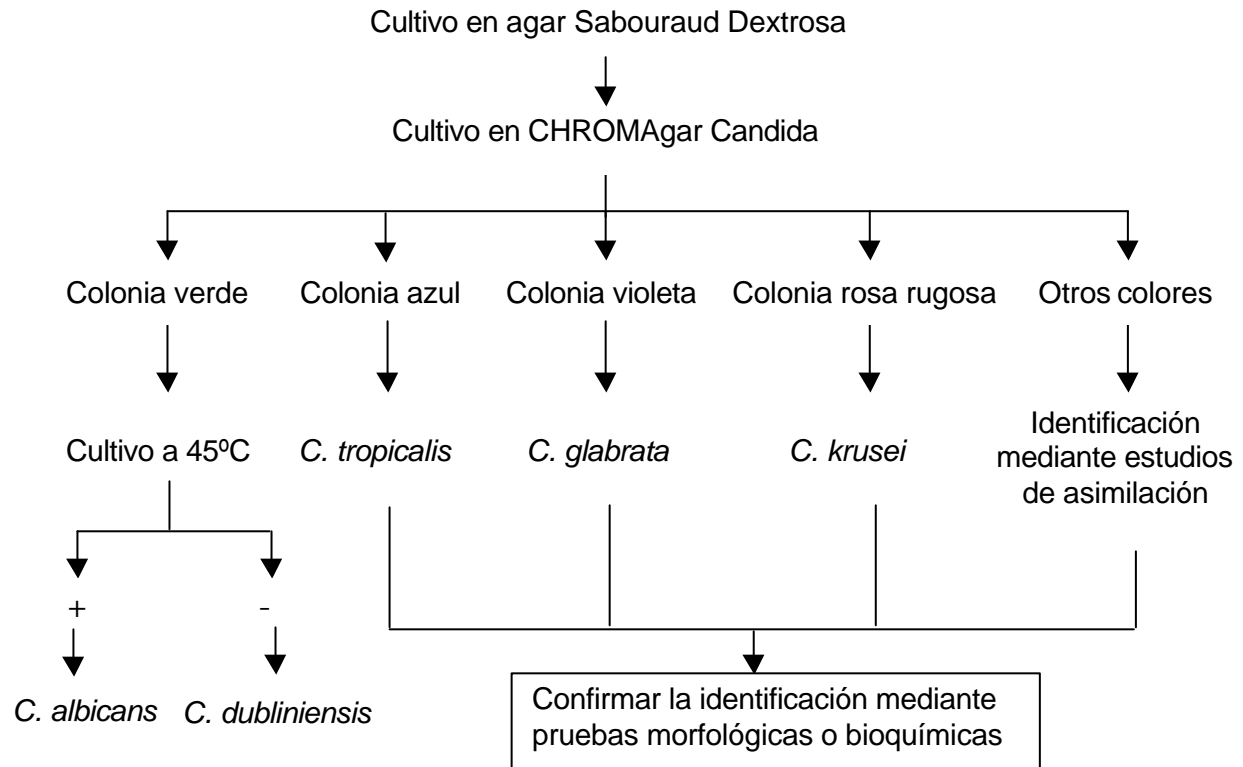 Cultivo en agar Sabouraud Dextrosa
Cultivo en CHROMAgar Candida
Colonia verde
Colonia azul
Colonia violeta
Colonia rosa rugosa
Otros colores
Cultivo a 45ºC
C. tropicalis
C. glabrata
C. krusei
Identificación
mediante estudios
de asimilación
+
-
C. albicans
C. dubliniensis
Confirmar la identificación mediante
pruebas morfológicas o bioquímicas